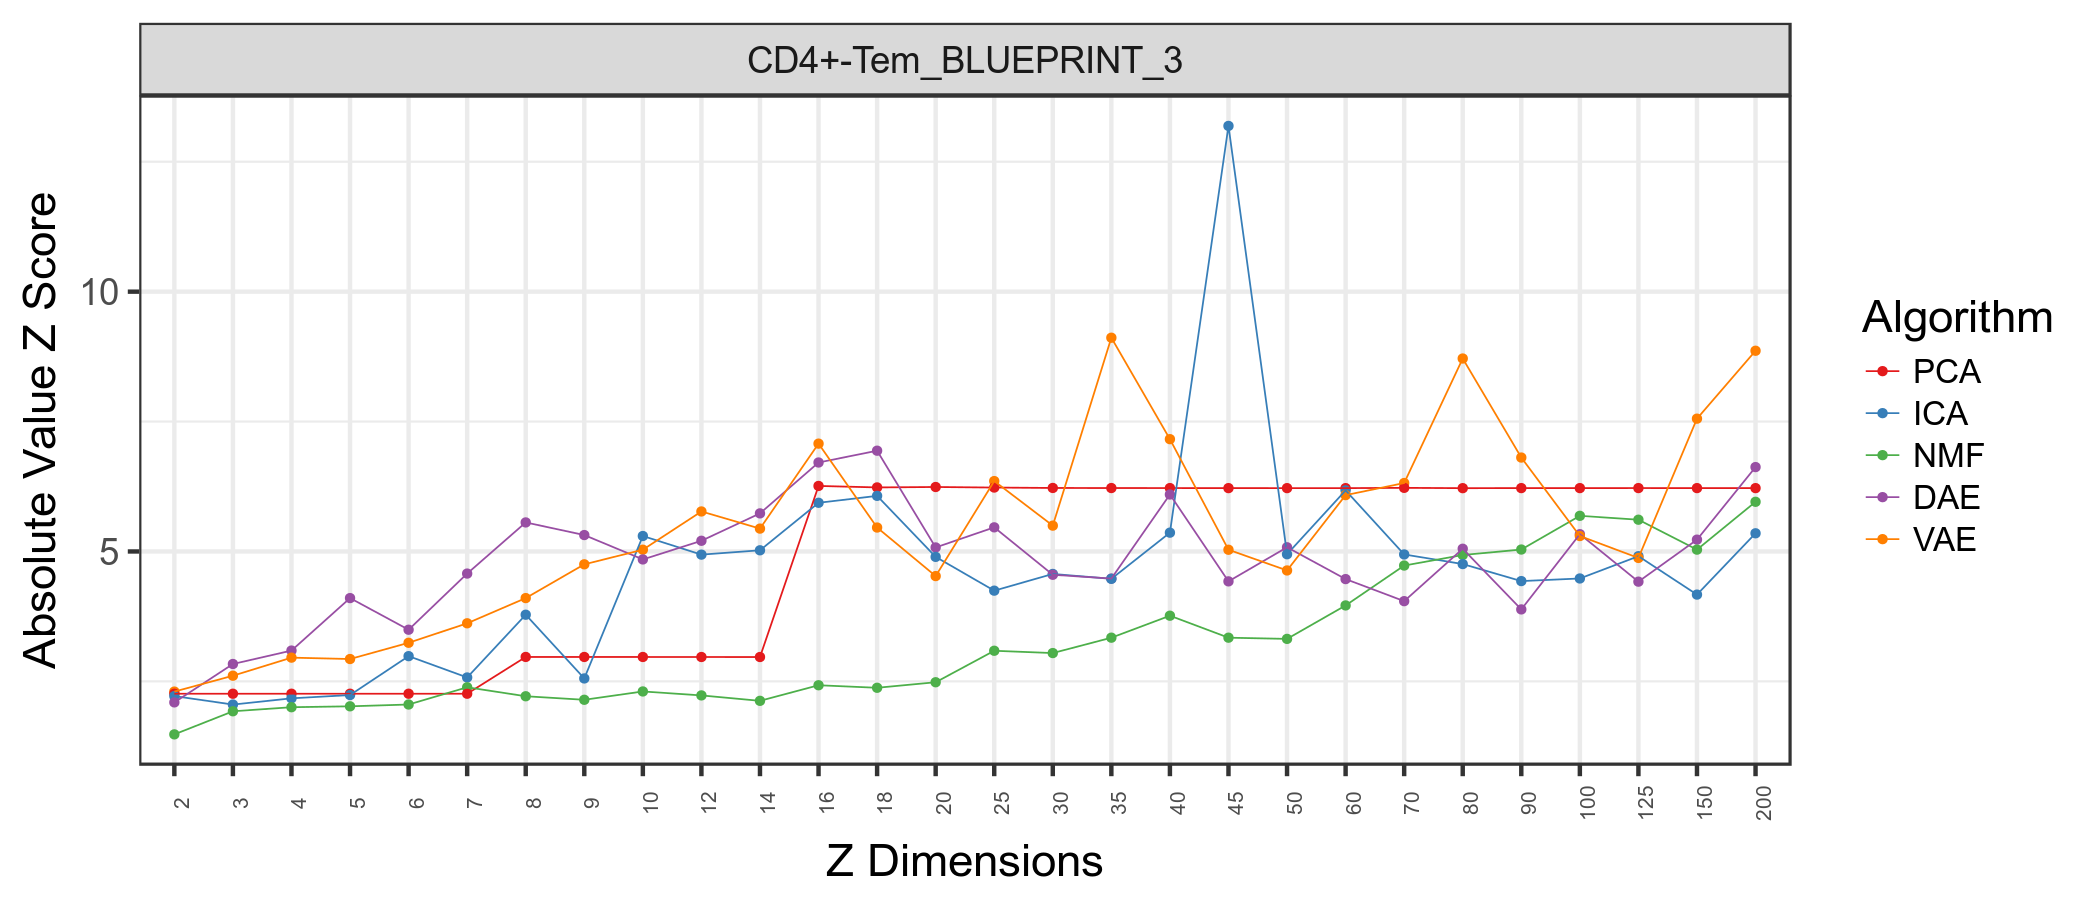 CD4+-Tem_BLUEPRINT_3
Absolute Value Z Score
10
5
2 3 4 5 6 7 8 9 10 12 14 16 18 20 25 30 35 40 45 50 60 70 80 90 100 125 150 200
Z Dimensions
Algorithm
PCA
ICA
NMF
DAE
VAE